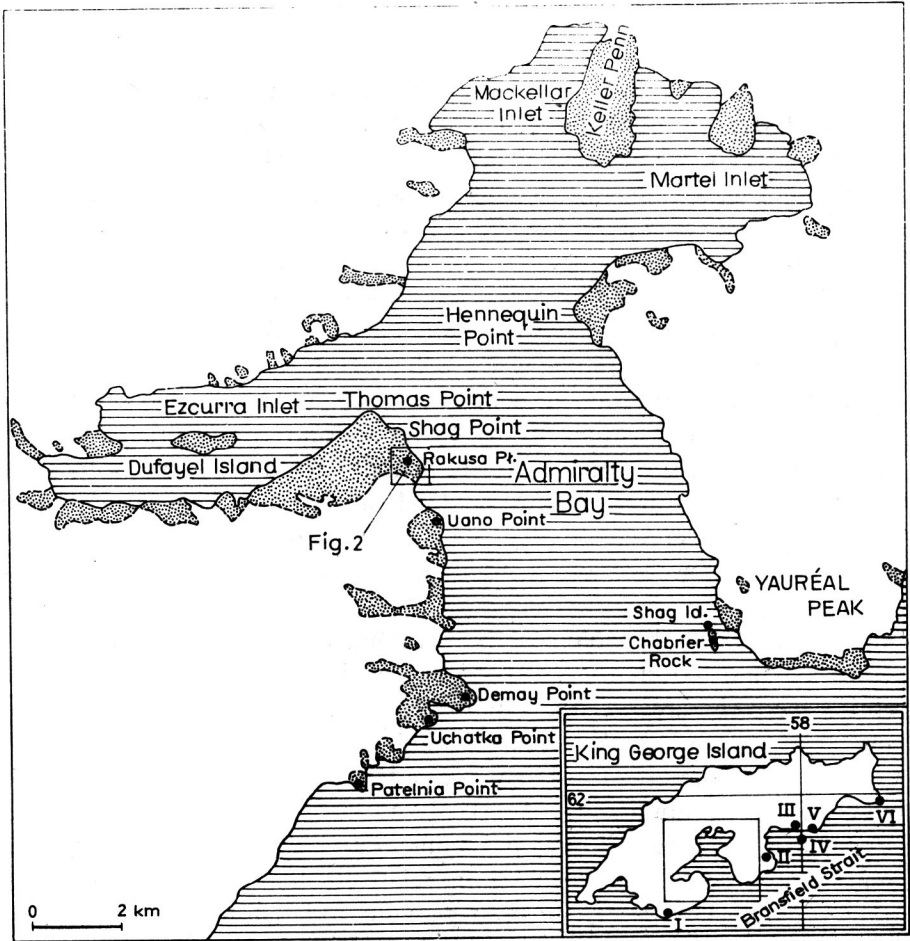 Mackellar
Inlet
Keller Penn
Martel Inlet
Hennequin
Point
Ezcurra Inlet
Thomas Point
Shag Point
Dufayel Island
Rakusa Pt.
Admiralty
Bay
Uano Point
Fig.2
YAURÉAL
PEAK
Shag Id.
Chabrier
Rock
Demay Point
Uchatka Point
Patelnia Point
0 2 km
58
King George Island
62
III
V
VI
IV
II
I
Bransfield Strait